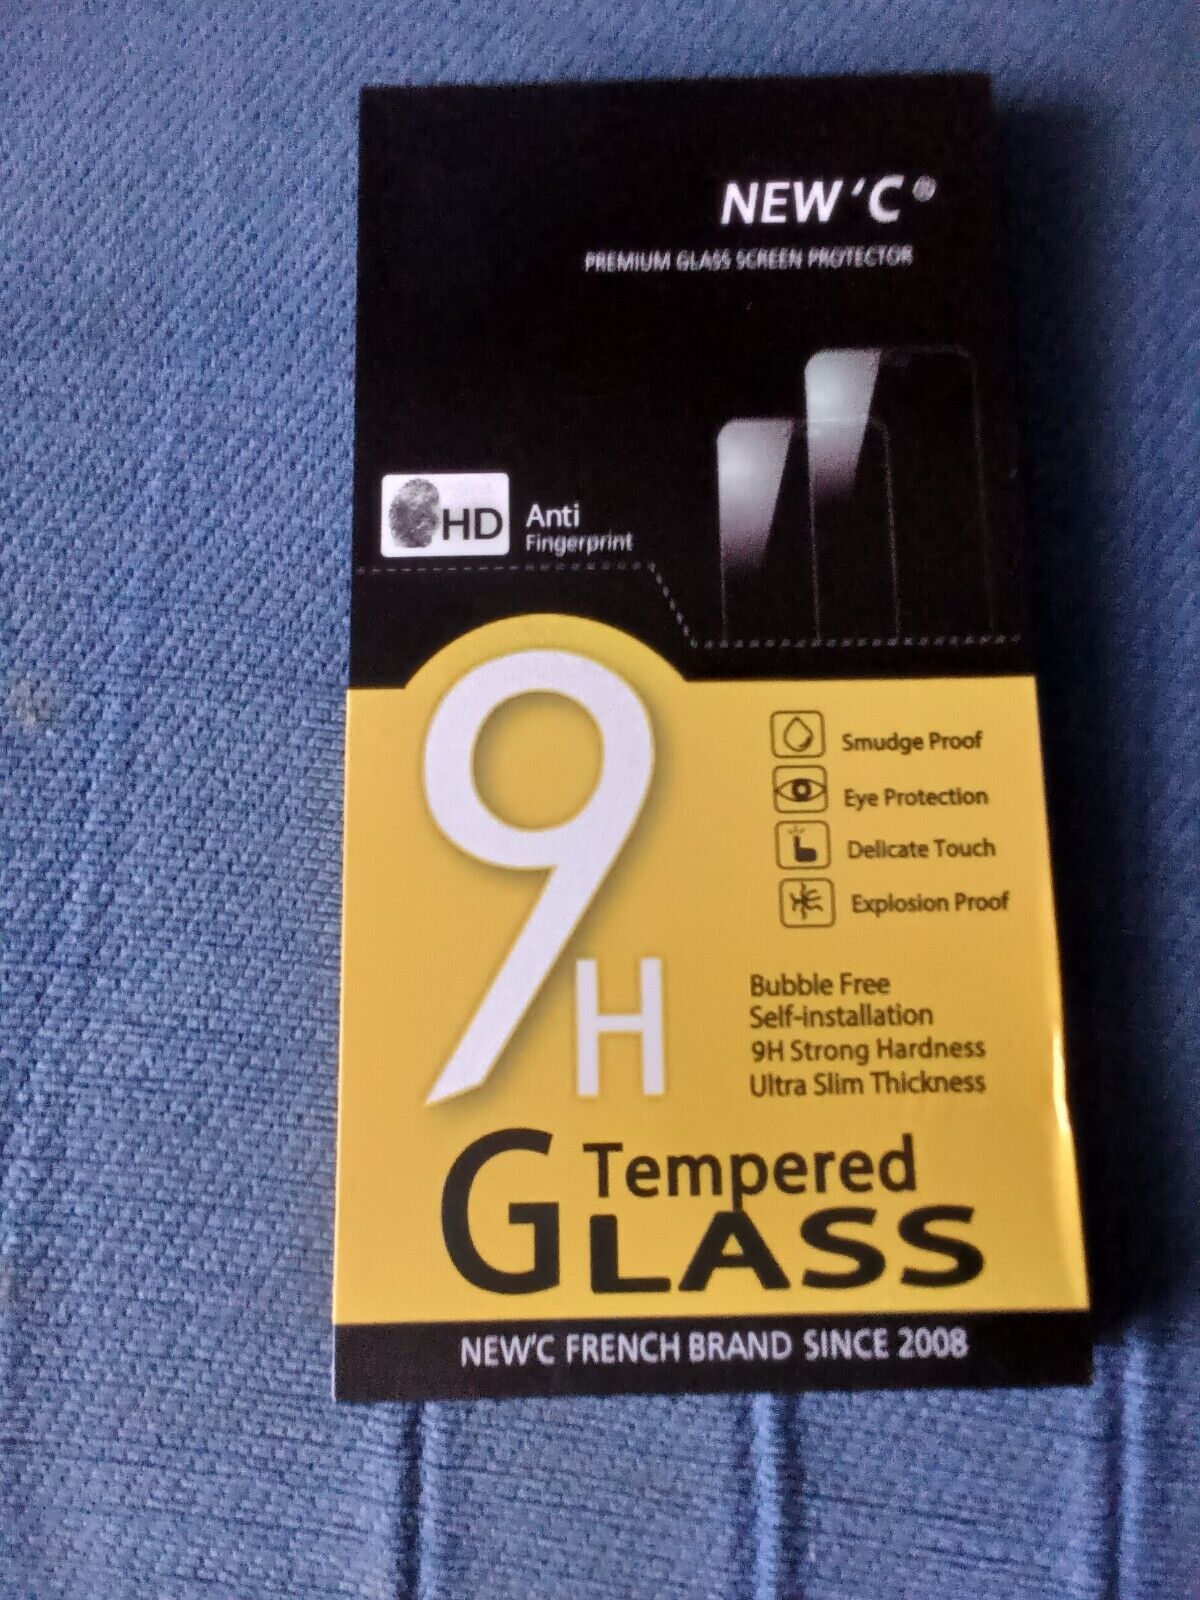 NEW'C®
PREMIUM GLASS SCREEN PROTECTOR
HD
Anti
Fingerprint
9H
Smudge Proof
Eye Protection
Delicate Touch
Explosion Proof
Bubble Free
Self-installation
9H Strong Hardness
Ultra Slim Thickness
Tempered
GLASS
NEW'C FRENCH BRAND SINCE 2008